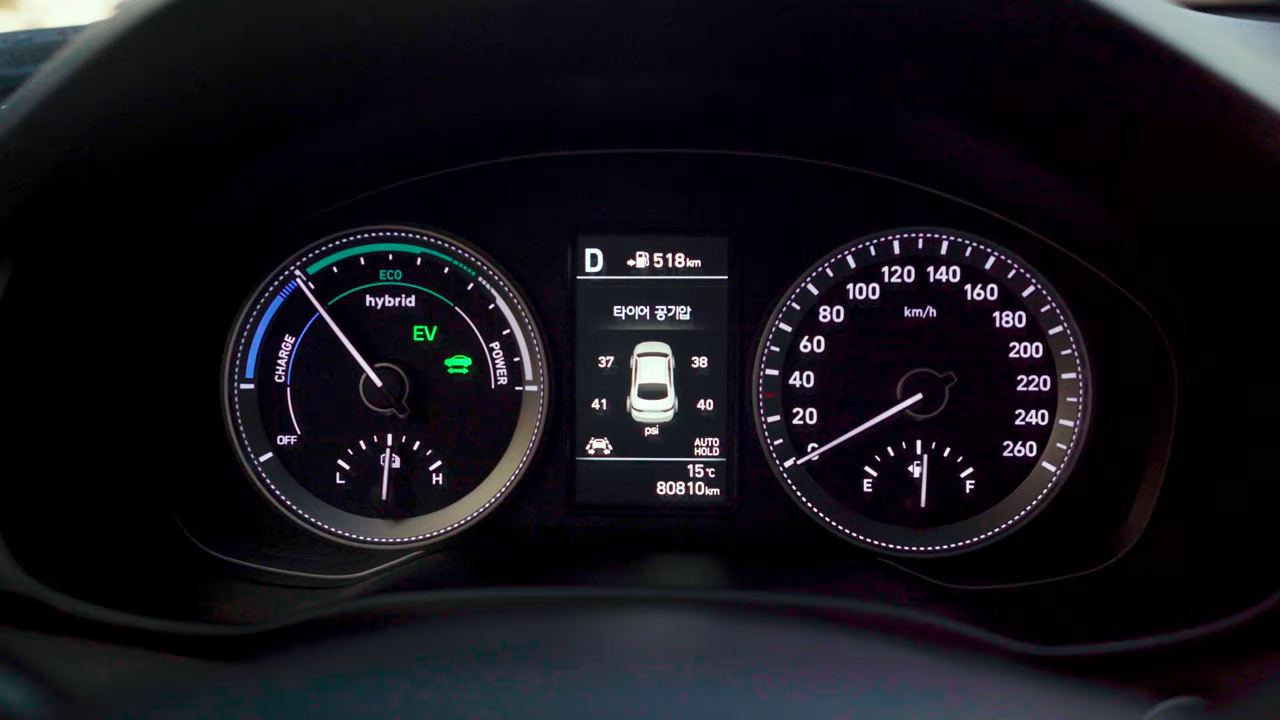 ECO
hybrid
EV
CHARGE
POWER
OFF
L
H
D
518km
타이어 공기압
37
38
41
40
psi
AUTO
HOLD
15℃
80810km
0
20
40
60
80
100
120
140
160
180
200
220
240
260
km/h
E
F